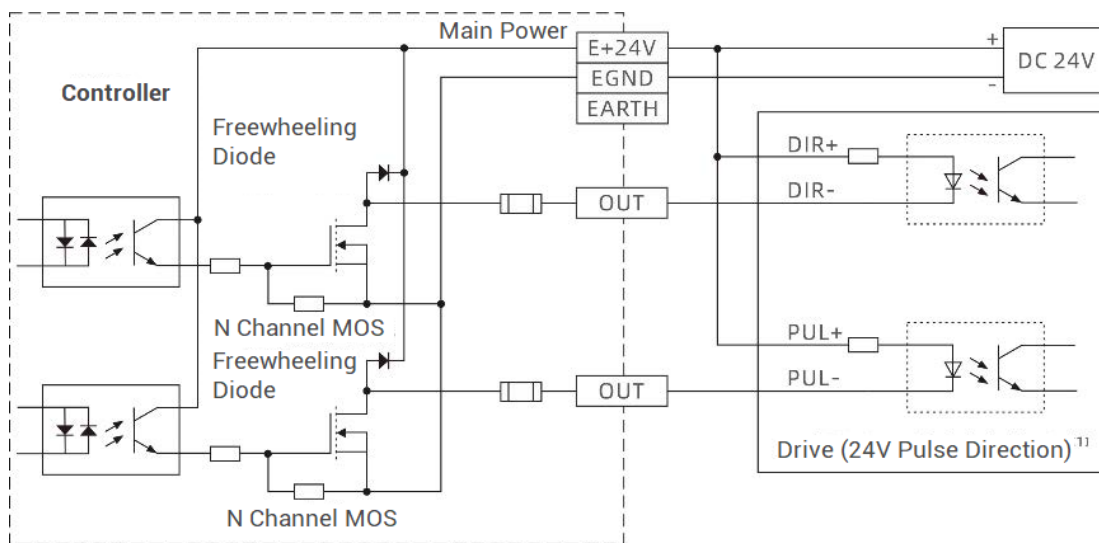 Main Power
E+24V
+
DC 24V
EGND
-
Controller
EARTH
Freewheeling
Diode
DIR+
OUT
DIR-
N Channel MOS
Freewheeling
Diode
PUL+
OUT
PUL-
Drive (24V Pulse Direction)
N Channel MOS